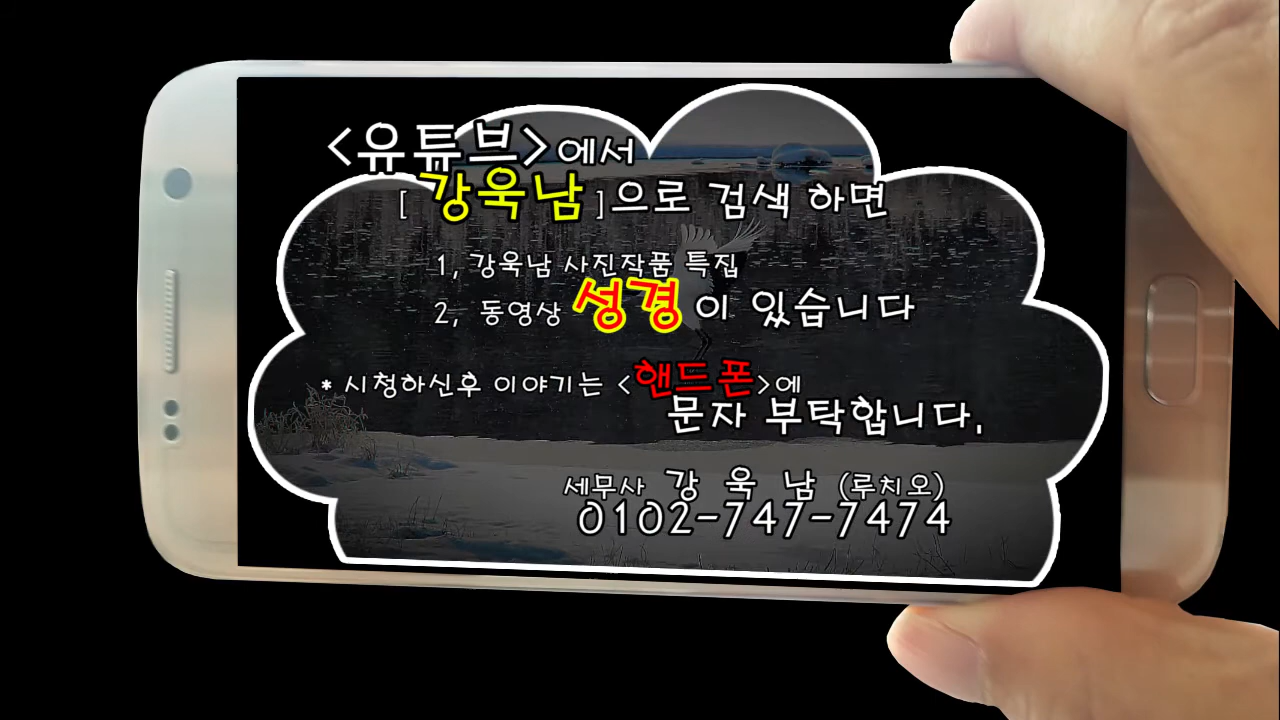 <유튜브>에서
[ 강욱남 ]으로 검색 하면
1, 강욱남 사진작품 특집
2, 동영상 성경이 있습니다
* 시청하신후 이야기는 <핸드폰>에
문자 부탁합니다.
세무사 강 욱 남 (루치오)
0102-747-7474